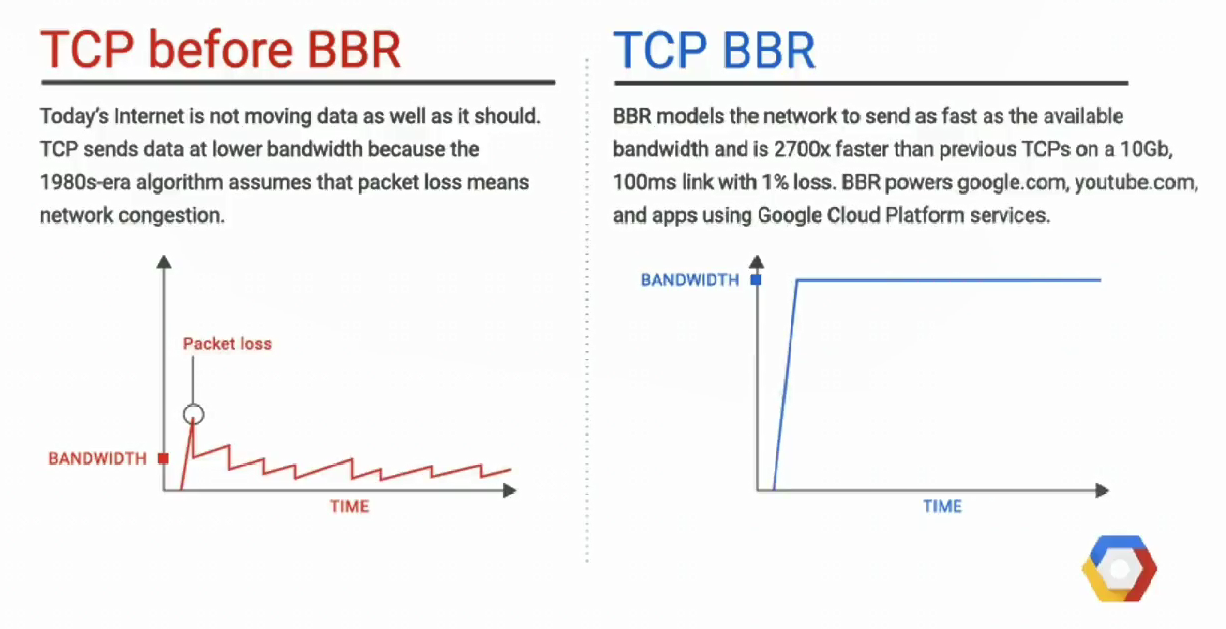 TCP before BBR
Today's Internet is not moving data as well as it should.
TCP sends data at lower bandwidth because the
1980s-era algorithm assumes that packet loss means
network congestion.
Packet loss
BANDWIDTH
TIME
TCP BBR
BBR models the network to send as fast as the available
bandwidth and is 2700x faster than previous TCPs on a 10Gb,
100ms link with 1% loss. BBR powers google.com, youtube.com,
and apps using Google Cloud Platform services.
BANDWIDTH
TIME